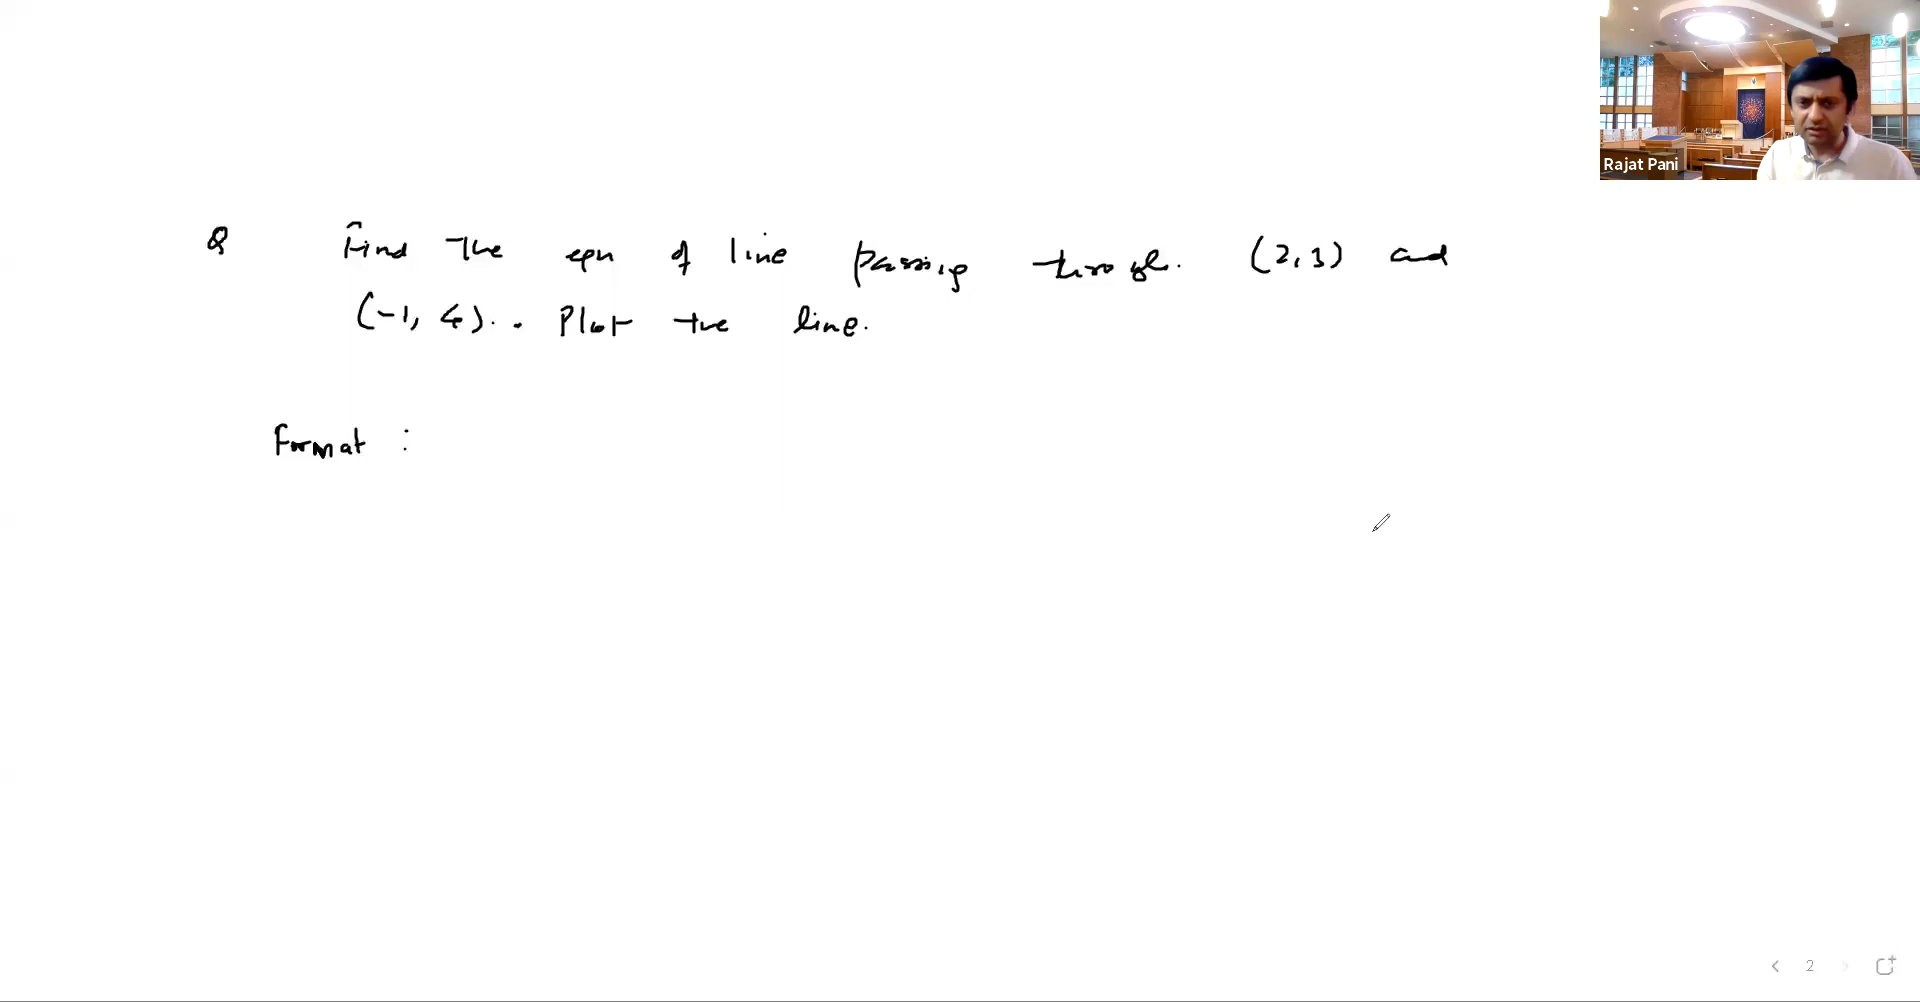 Rajat Pani
Q Find the eqn of line passing through. (2,3) and
(-1, 4). . Plot the line.
Format :
2